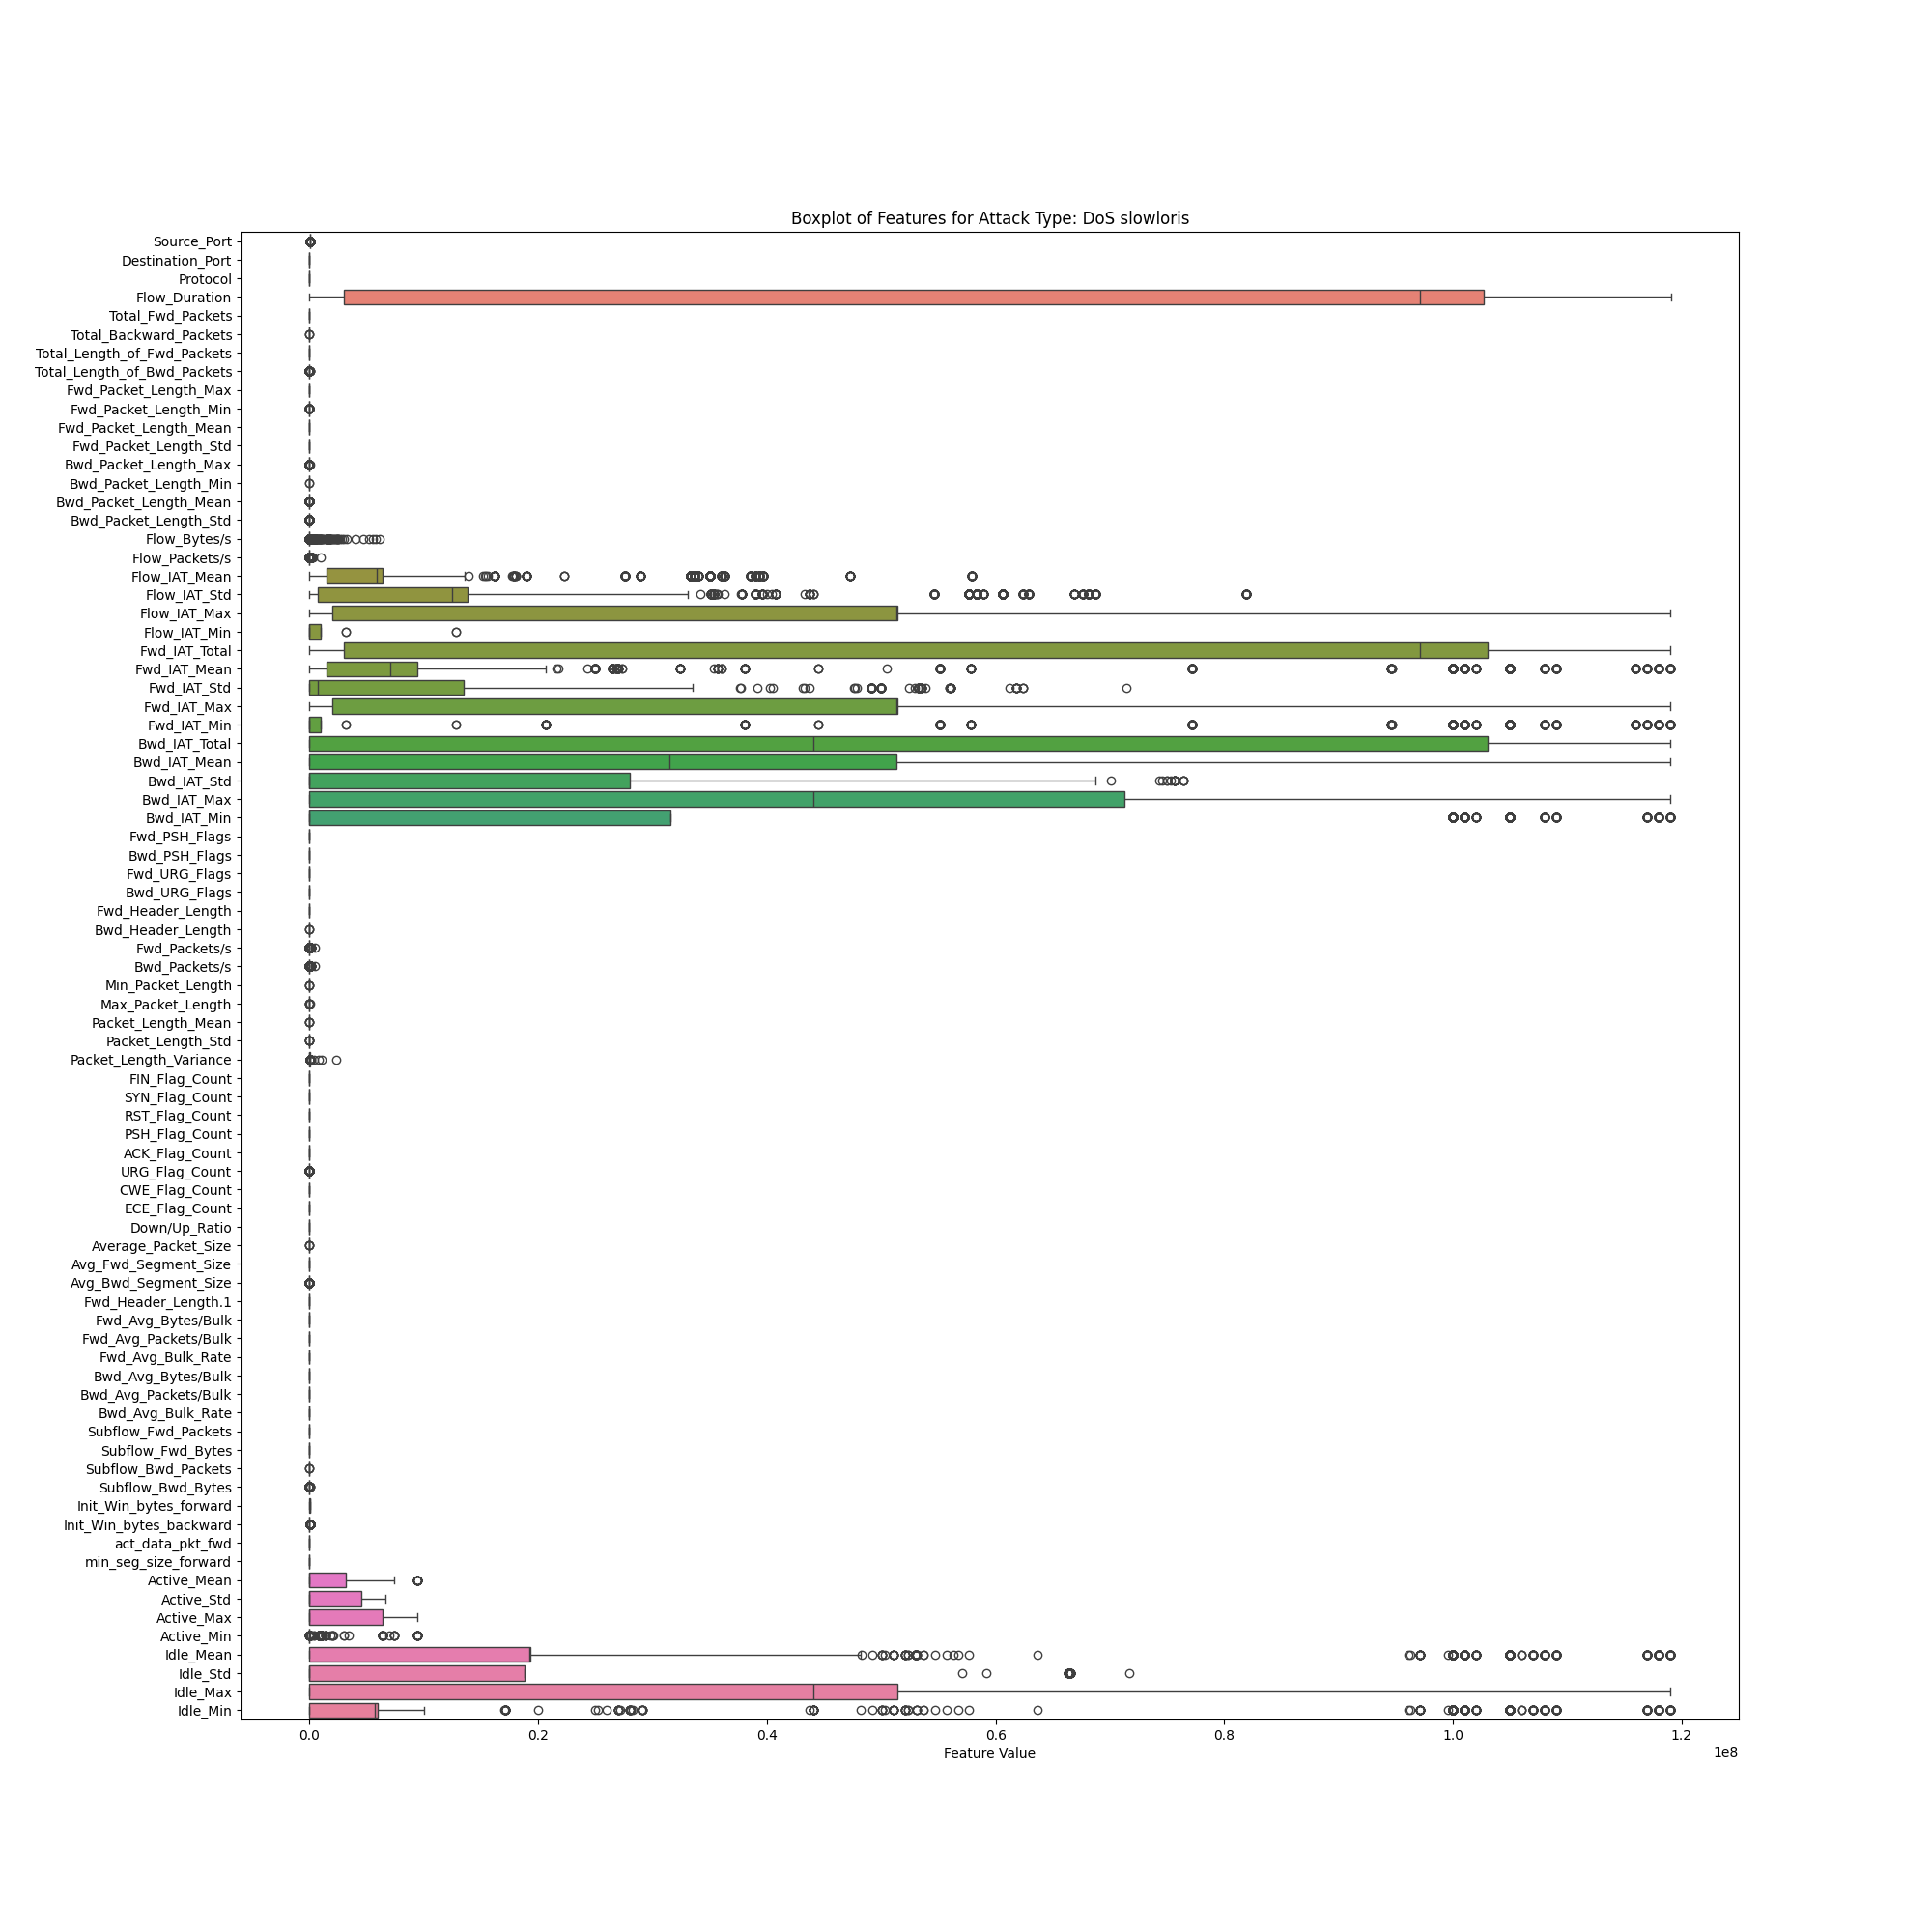 Boxplot of Features for Attack Type: DoS slowloris
Source_Port
Destination_Port
Protocol
Flow_Duration
Total_Fwd_Packets
Total_Backward_Packets
Total_Length_of_Fwd_Packets
Total_Length_of_Bwd_Packets
Fwd_Packet_Length_Max
Fwd_Packet_Length_Min
Fwd_Packet_Length_Mean
Fwd_Packet_Length_Std
Bwd_Packet_Length_Max
Bwd_Packet_Length_Min
Bwd_Packet_Length_Mean
Bwd_Packet_Length_Std
Flow_Bytes/s
Flow_Packets/s
Flow_IAT_Mean
Flow_IAT_Std
Flow_IAT_Max
Flow_IAT_Min
Fwd_IAT_Total
Fwd_IAT_Mean
Fwd_IAT_Std
Fwd_IAT_Max
Fwd_IAT_Min
Bwd_IAT_Total
Bwd_IAT_Mean
Bwd_IAT_Std
Bwd_IAT_Max
Bwd_IAT_Min
Fwd_PSH_Flags
Bwd_PSH_Flags
Fwd_URG_Flags
Bwd_URG_Flags
Fwd_Header_Length
Bwd_Header_Length
Fwd_Packets/s
Bwd_Packets/s
Min_Packet_Length
Max_Packet_Length
Packet_Length_Mean
Packet_Length_Std
Packet_Length_Variance
FIN_Flag_Count
SYN_Flag_Count
RST_Flag_Count
PSH_Flag_Count
ACK_Flag_Count
URG_Flag_Count
CWE_Flag_Count
ECE_Flag_Count
Down/Up_Ratio
Average_Packet_Size
Avg_Fwd_Segment_Size
Avg_Bwd_Segment_Size
Fwd_Header_Length.1
Fwd_Avg_Bytes/Bulk
Fwd_Avg_Packets/Bulk
Fwd_Avg_Bulk_Rate
Bwd_Avg_Bytes/Bulk
Bwd_Avg_Packets/Bulk
Bwd_Avg_Bulk_Rate
Subflow_Fwd_Packets
Subflow_Fwd_Bytes
Subflow_Bwd_Packets
Subflow_Bwd_Bytes
Init_Win_bytes_forward
Init_Win_bytes_backward
act_data_pkt_fwd
min_seg_size_forward
Active_Mean
Active_Std
Active_Max
Active_Min
Idle_Mean
Idle_Std
Idle_Max
Idle_Min
0.0 0.2 0.4 0.6 0.8 1.0 1.2
Feature Value
1e8